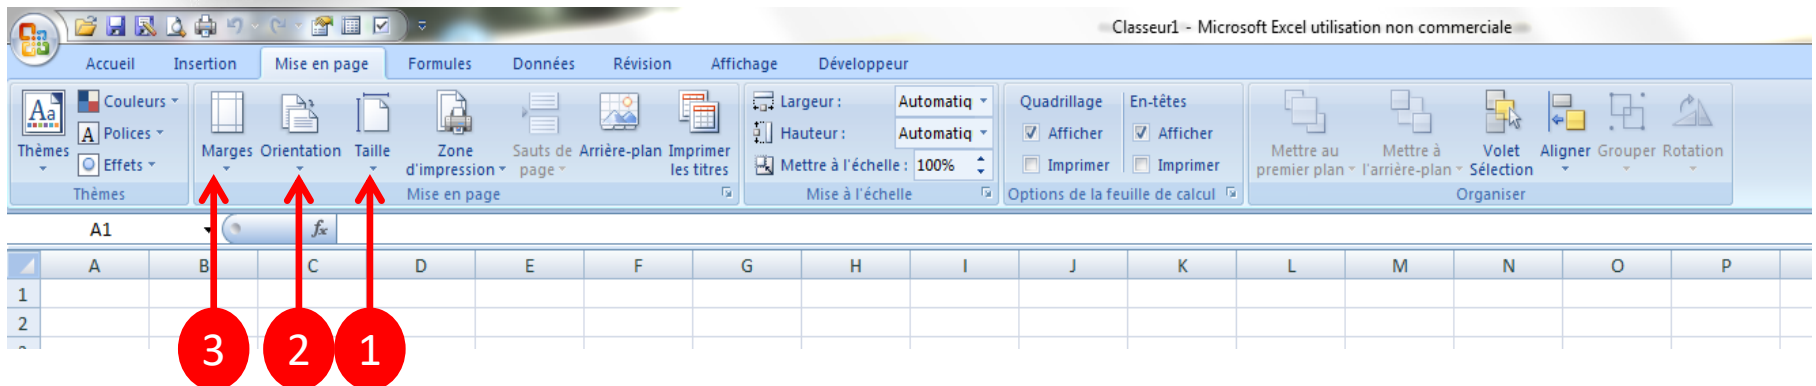 Classeur1 - Microsoft Excel utilisation non commerciale
Accueil Insertion Mise en page Formules Données Révision Affichage Développeur
Aa Couleurs Largeur : Automatiq Quadrillage En-têtes
A Polices Hauteur : Automatiq Afficher Afficher
Thèmes Effets Marges Orientation Taille Zone d'impression Sauts de page Arrière-plan Imprimer les titres Mettre à l'échelle : 100% Imprimer Imprimer Mettre au premier plan Mettre à l'arrière-plan Volet Sélection Aligner Grouper Rotation
Thèmes Mise en page Mise à l'échelle Options de la feuille de calcul Organiser
A1 fx
A B C D E F G H I J K L M N O P
1
2
3 2 1